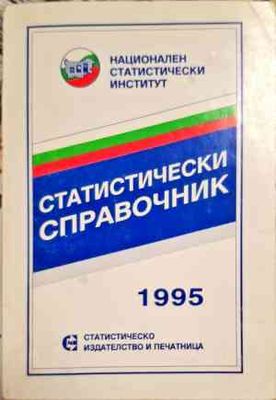 НАЦИОНАЛЕН
СТАТИСТИЧЕСКИ
ИНСТИТУТ
СТАТИСТИЧЕСКИ
СПРАВОЧНИК
1995
СТАТИСТИЧЕСКО
ИЗДАТЕЛСТВО И ПЕЧАТНИЦА